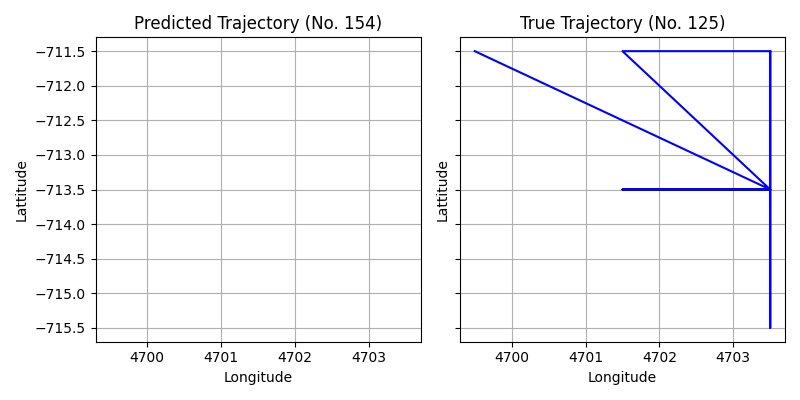 Predicted Trajectory (No. 154)
True Trajectory (No. 125)
Lattitude
−711.5
−712.0
−712.5
−713.0
−713.5
−714.0
−714.5
−715.0
−715.5
4700 4701 4702 4703
Longitude
Lattitude
4700 4701 4702 4703
Longitude